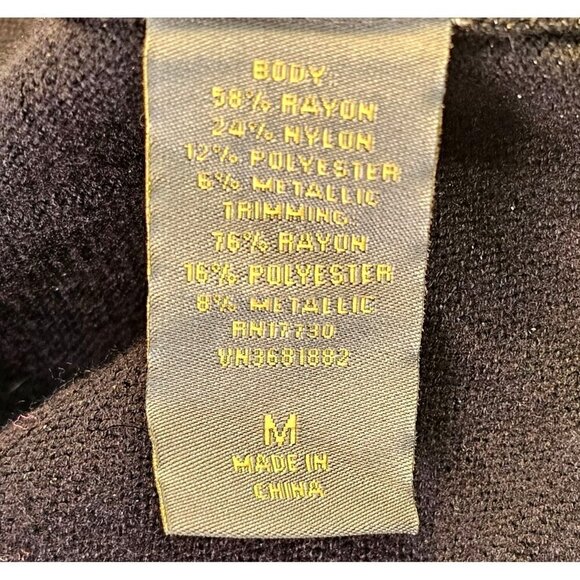 BODY
58% RAYON
24% NYLON
12% POLYESTER
6% METALLIC
TRIMMING
76% RAYON
16% POLYESTER
8% METALLIC
RN17730
VN3681882
M
MADE IN
CHINA